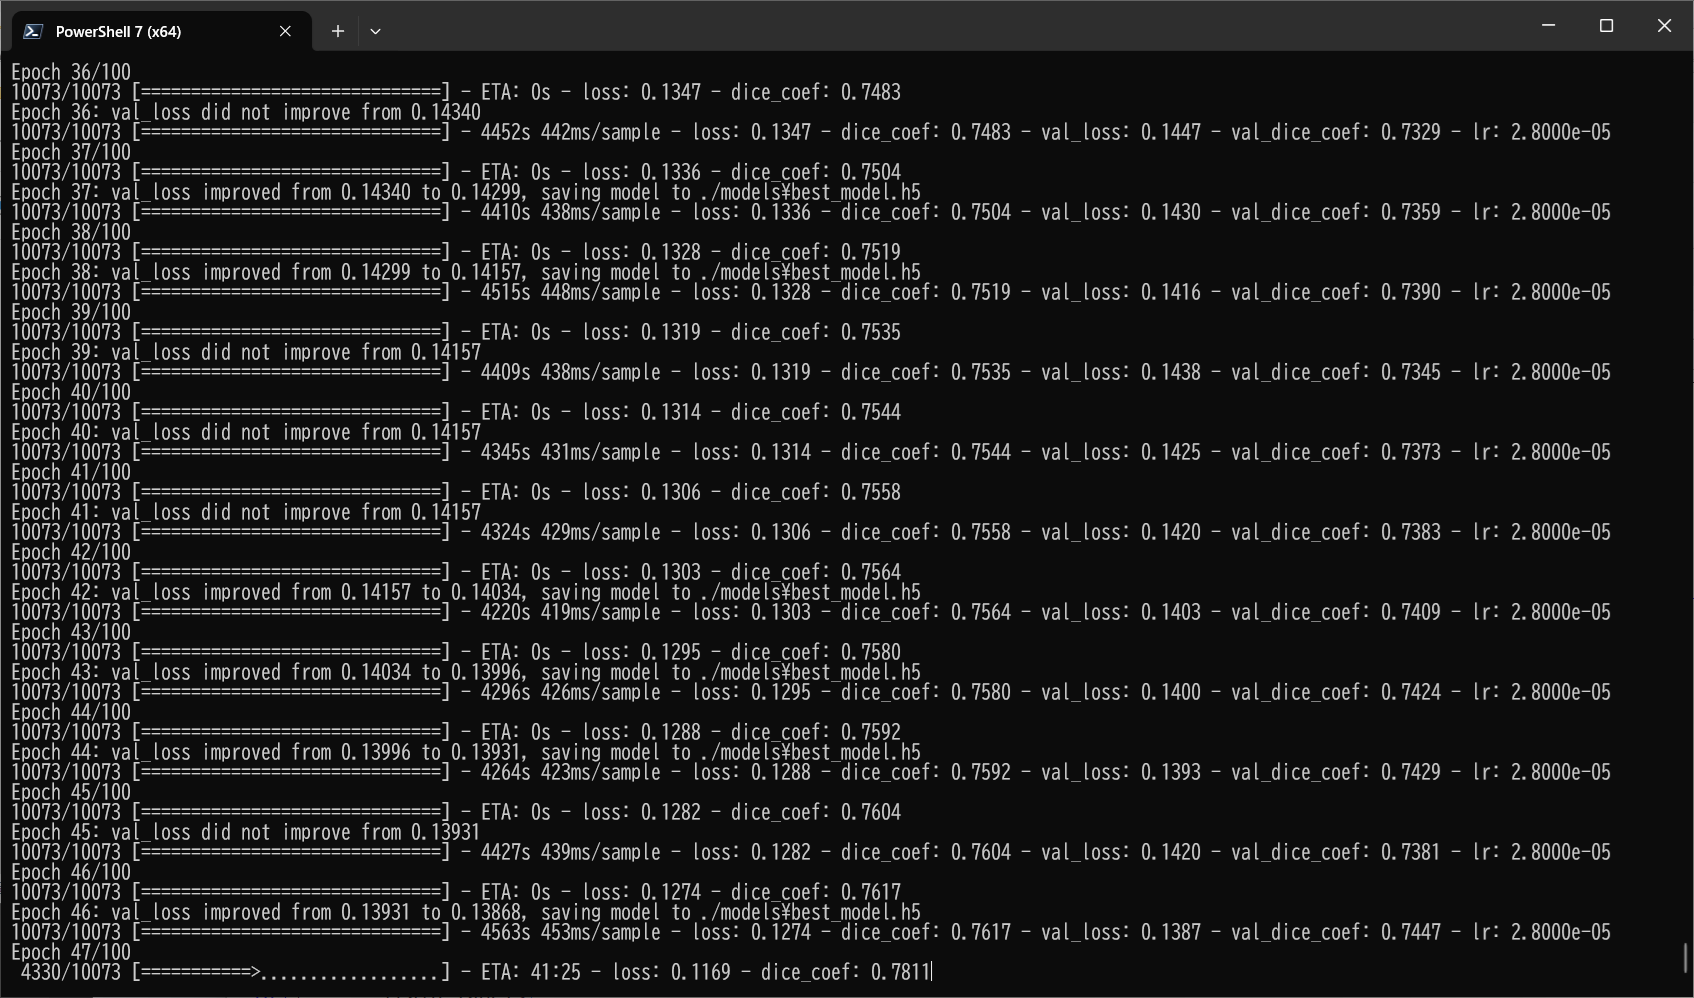 PowerShell 7 (x64)
Epoch 36/100
10073/10073 [==============================] - ETA: 0s - loss: 0.1347 - dice_coef: 0.7483
Epoch 36: val_loss did not improve from 0.14340
10073/10073 [==============================] - 4452s 442ms/sample - loss: 0.1347 - dice_coef: 0.7483 - val_loss: 0.1447 - val_dice_coef: 0.7329 - lr: 2.8000e-05
Epoch 37/100
10073/10073 [==============================] - ETA: 0s - loss: 0.1336 - dice_coef: 0.7504
Epoch 37: val_loss improved from 0.14340 to 0.14299, saving model to ./models¥best_model.h5
10073/10073 [==============================] - 4410s 438ms/sample - loss: 0.1336 - dice_coef: 0.7504 - val_loss: 0.1430 - val_dice_coef: 0.7359 - lr: 2.8000e-05
Epoch 38/100
10073/10073 [==============================] - ETA: 0s - loss: 0.1328 - dice_coef: 0.7519
Epoch 38: val_loss improved from 0.14299 to 0.14157, saving model to ./models¥best_model.h5
10073/10073 [==============================] - 4515s 448ms/sample - loss: 0.1328 - dice_coef: 0.7519 - val_loss: 0.1416 - val_dice_coef: 0.7390 - lr: 2.8000e-05
Epoch 39/100
10073/10073 [==============================] - ETA: 0s - loss: 0.1319 - dice_coef: 0.7535
Epoch 39: val_loss did not improve from 0.14157
10073/10073 [==============================] - 4409s 438ms/sample - loss: 0.1319 - dice_coef: 0.7535 - val_loss: 0.1438 - val_dice_coef: 0.7345 - lr: 2.8000e-05
Epoch 40/100
10073/10073 [==============================] - ETA: 0s - loss: 0.1314 - dice_coef: 0.7544
Epoch 40: val_loss did not improve from 0.14157
10073/10073 [==============================] - 4345s 431ms/sample - loss: 0.1314 - dice_coef: 0.7544 - val_loss: 0.1425 - val_dice_coef: 0.7373 - lr: 2.8000e-05
Epoch 41/100
10073/10073 [==============================] - ETA: 0s - loss: 0.1306 - dice_coef: 0.7558
Epoch 41: val_loss did not improve from 0.14157
10073/10073 [==============================] - 4324s 429ms/sample - loss: 0.1306 - dice_coef: 0.7558 - val_loss: 0.1420 - val_dice_coef: 0.7383 - lr: 2.8000e-05
Epoch 42/100
10073/10073 [==============================] - ETA: 0s - loss: 0.1303 - dice_coef: 0.7564
Epoch 42: val_loss improved from 0.14157 to 0.14034, saving model to ./models¥best_model.h5
10073/10073 [==============================] - 4220s 419ms/sample - loss: 0.1303 - dice_coef: 0.7564 - val_loss: 0.1403 - val_dice_coef: 0.7409 - lr: 2.8000e-05
Epoch 43/100
10073/10073 [==============================] - ETA: 0s - loss: 0.1295 - dice_coef: 0.7580
Epoch 43: val_loss improved from 0.14034 to 0.13996, saving model to ./models¥best_model.h5
10073/10073 [==============================] - 4296s 426ms/sample - loss: 0.1295 - dice_coef: 0.7580 - val_loss: 0.1400 - val_dice_coef: 0.7424 - lr: 2.8000e-05
Epoch 44/100
10073/10073 [==============================] - ETA: 0s - loss: 0.1288 - dice_coef: 0.7592
Epoch 44: val_loss improved from 0.13996 to 0.13931, saving model to ./models¥best_model.h5
10073/10073 [==============================] - 4264s 423ms/sample - loss: 0.1288 - dice_coef: 0.7592 - val_loss: 0.1393 - val_dice_coef: 0.7429 - lr: 2.8000e-05
Epoch 45/100
10073/10073 [==============================] - ETA: 0s - loss: 0.1282 - dice_coef: 0.7604
Epoch 45: val_loss did not improve from 0.13931
10073/10073 [==============================] - 4427s 439ms/sample - loss: 0.1282 - dice_coef: 0.7604 - val_loss: 0.1420 - val_dice_coef: 0.7381 - lr: 2.8000e-05
Epoch 46/100
10073/10073 [==============================] - ETA: 0s - loss: 0.1274 - dice_coef: 0.7617
Epoch 46: val_loss improved from 0.13931 to 0.13868, saving model to ./models¥best_model.h5
10073/10073 [==============================] - 4563s 453ms/sample - loss: 0.1274 - dice_coef: 0.7617 - val_loss: 0.1387 - val_dice_coef: 0.7447 - lr: 2.8000e-05
Epoch 47/100
4330/10073 [===========>..................] - ETA: 41:25 - loss: 0.1169 - dice_coef: 0.7811